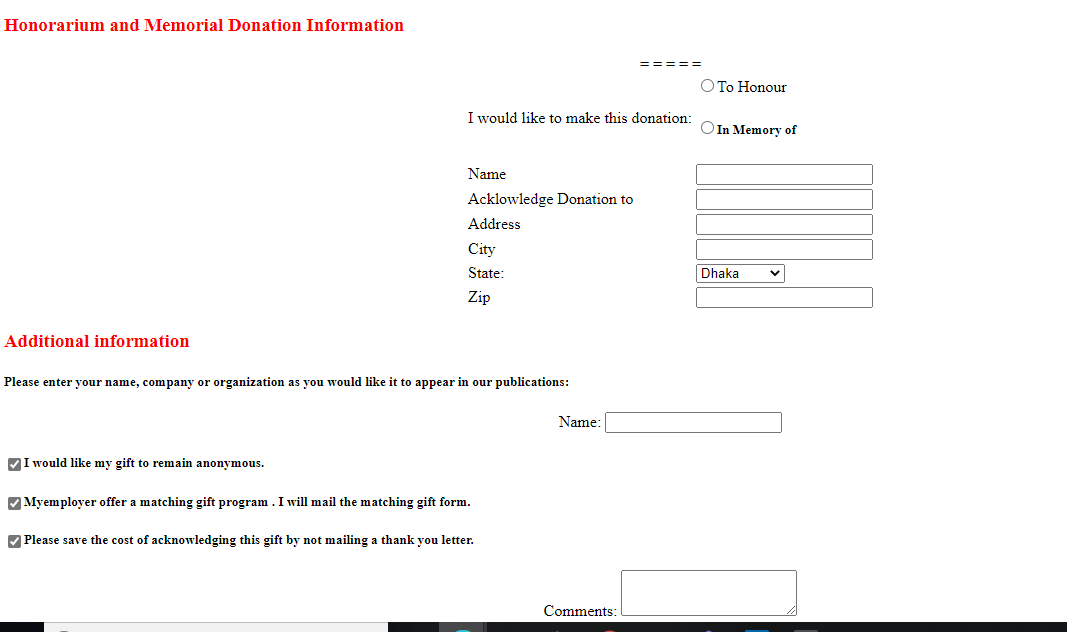 Honorarium and Memorial Donation Information
=====
To Honour
I would like to make this donation:
In Memory of
Name
Acklowledge Donation to
Address
City
State: Dhaka
Zip
Additional information
Please enter your name, company or organization as you would like it to appear in our publications:
Name:
I would like my gift to remain anonymous.
Myemployer offer a matching gift program . I will mail the matching gift form.
Please save the cost of acknowledging this gift by not mailing a thank you letter.
Comments: